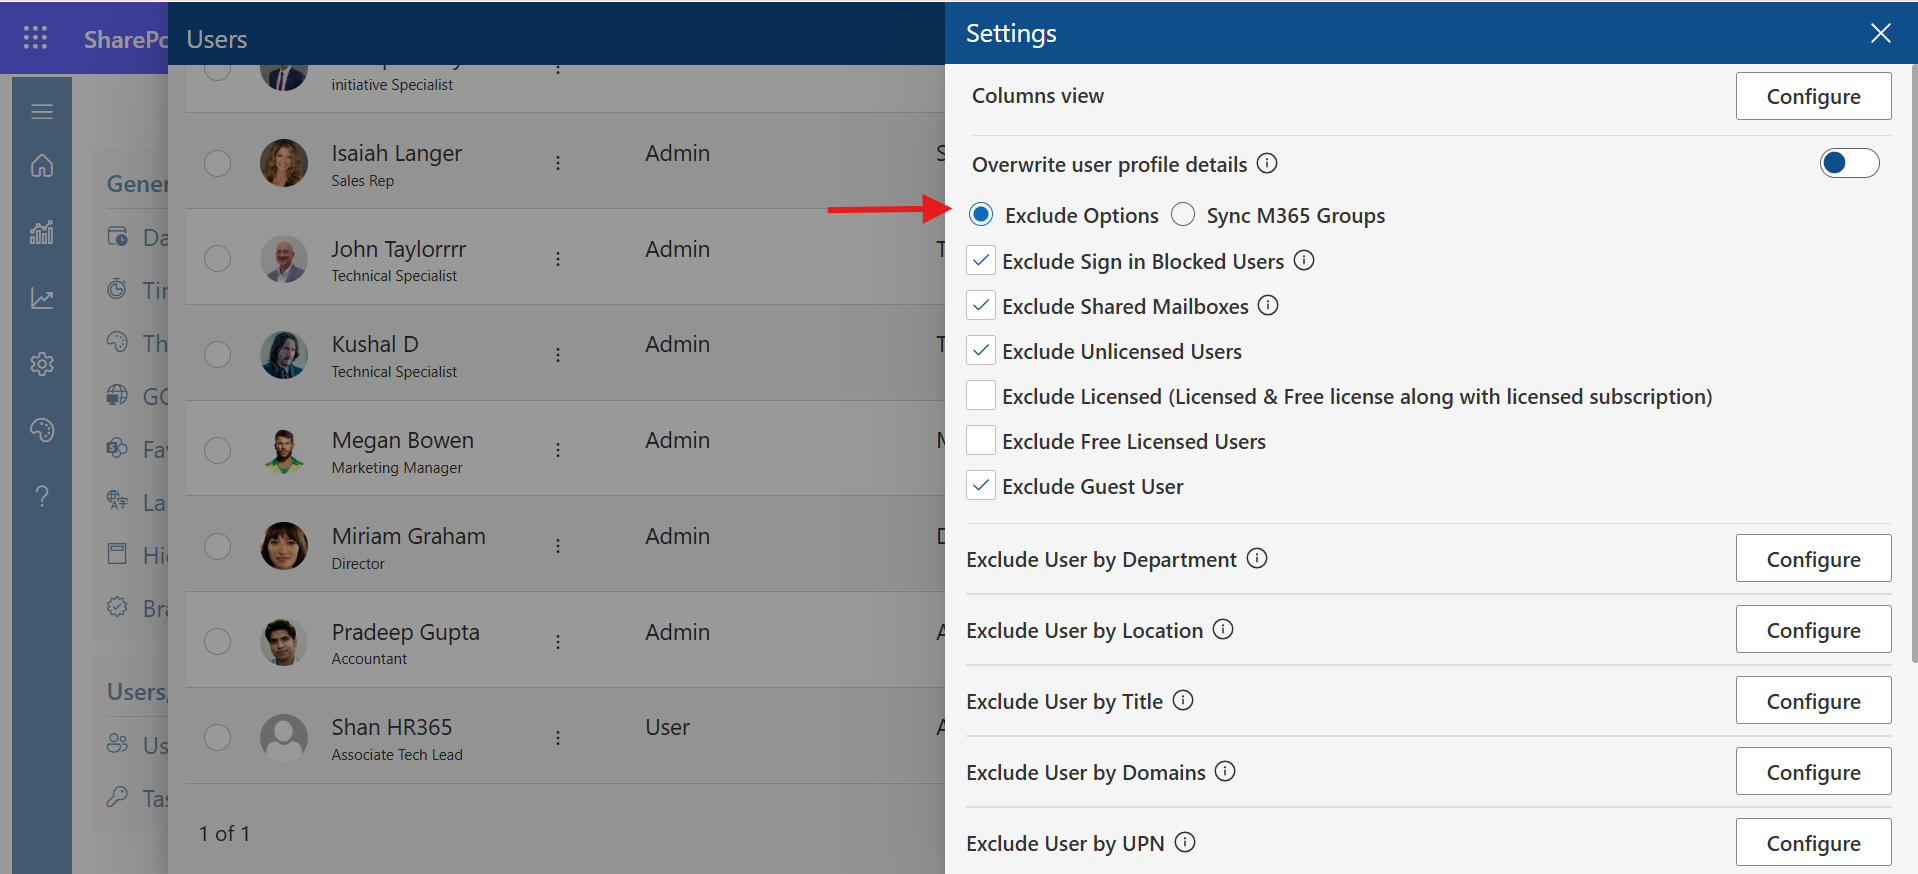 SharePo
Users
Settings
initiative Specialist
Columns view
Configure
Isaiah Langer
Sales Rep
Admin
Overwrite user profile details
Gener
Exclude Options
Sync M365 Groups
Da
John Taylorrrr
Technical Specialist
Admin
Exclude Sign in Blocked Users
Tir
Exclude Shared Mailboxes
Th
Kushal D
Technical Specialist
Admin
Exclude Unlicensed Users
GC
Exclude Licensed (Licensed & Free license along with licensed subscription)
Fav
Megan Bowen
Marketing Manager
Admin
Exclude Free Licensed Users
La
Exclude Guest User
Hic
Miriam Graham
Director
Admin
Exclude User by Department
Configure
Bra
Pradeep Gupta
Accountant
Admin
Exclude User by Location
Configure
Users,
Exclude User by Title
Configure
Us
Shan HR365
Associate Tech Lead
User
Exclude User by Domains
Configure
Tas
1 of 1
Exclude User by UPN
Configure